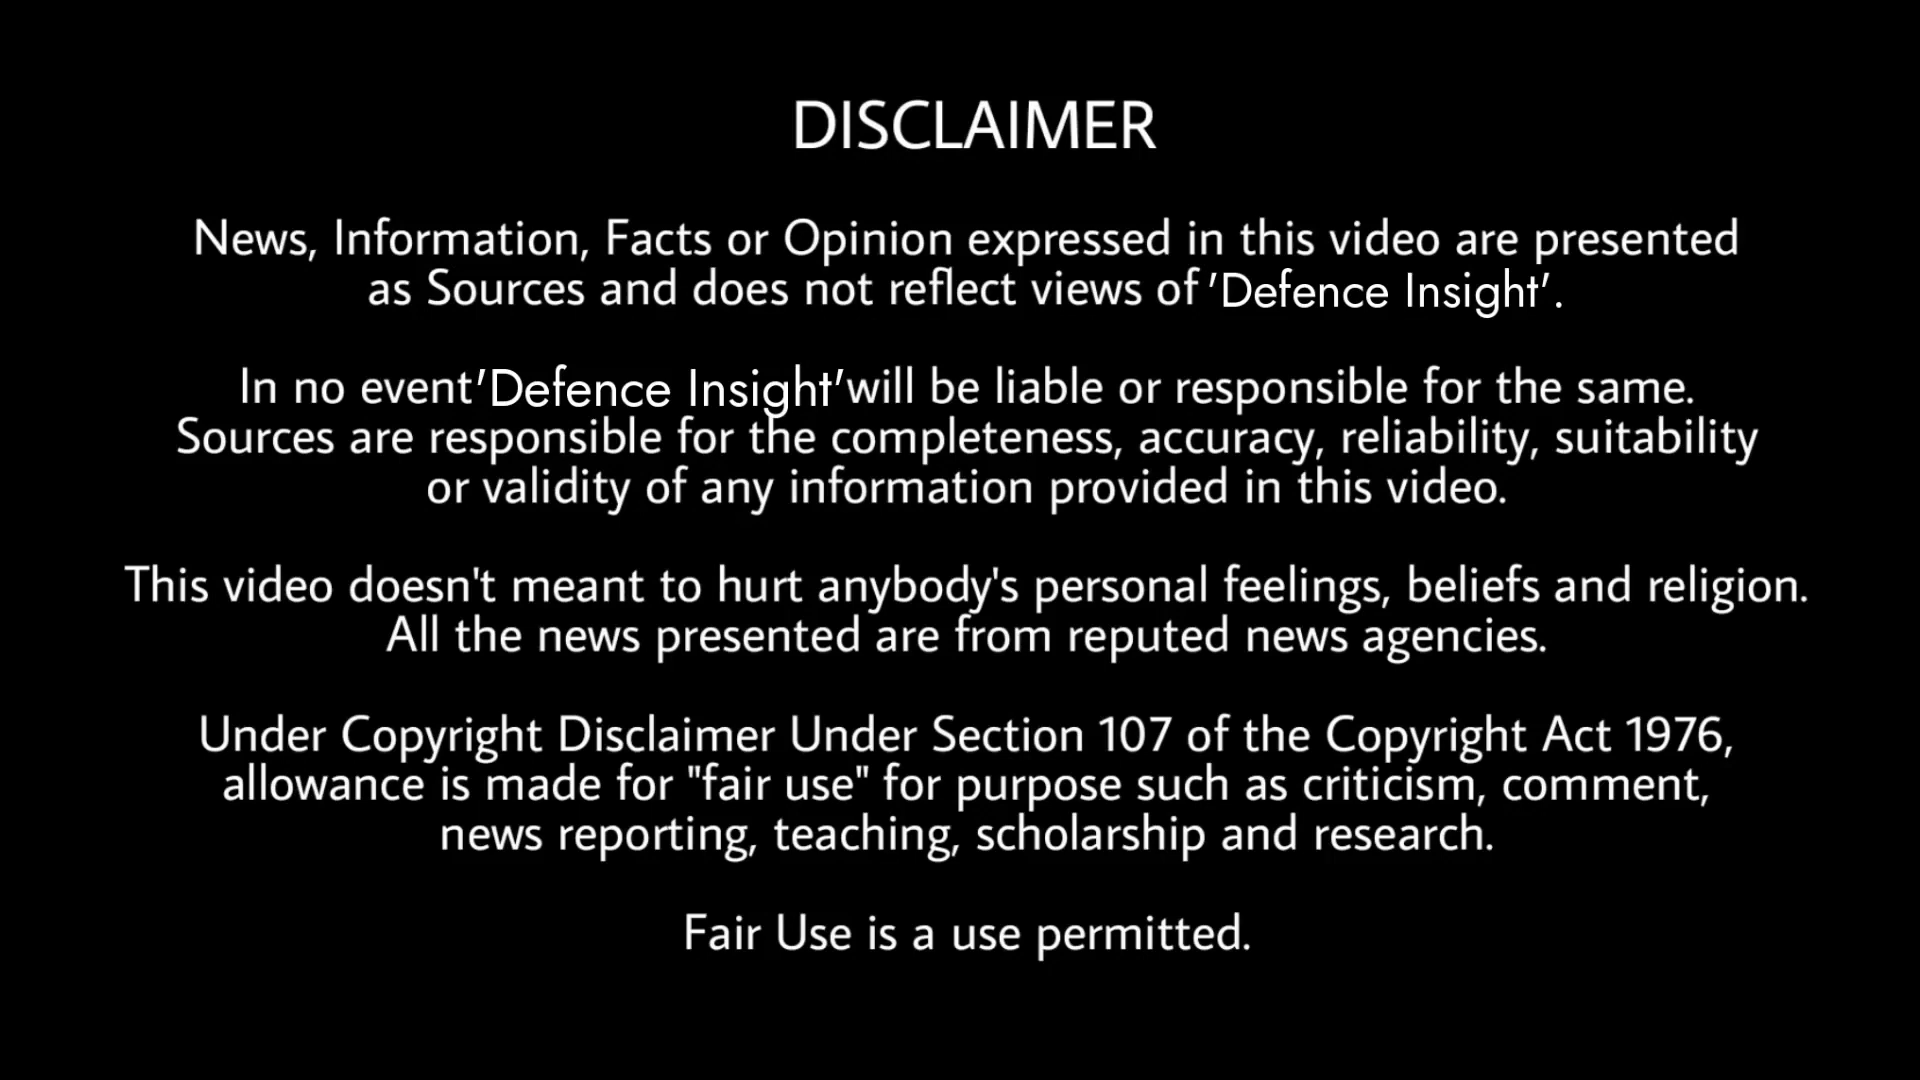 DISCLAIMER
News, Information, Facts or Opinion expressed in this video are presented
as Sources and does not reflect views of 'Defence Insight'.
In no event 'Defence Insight' will be liable or responsible for the same.
Sources are responsible for the completeness, accuracy, reliability, suitability
or validity of any information provided in this video.
This video doesn't meant to hurt anybody's personal feelings, beliefs and religion.
All the news presented are from reputed news agencies.
Under Copyright Disclaimer Under Section 107 of the Copyright Act 1976,
allowance is made for "fair use" for purpose such as criticism, comment,
news reporting, teaching, scholarship and research.
Fair Use is a use permitted.